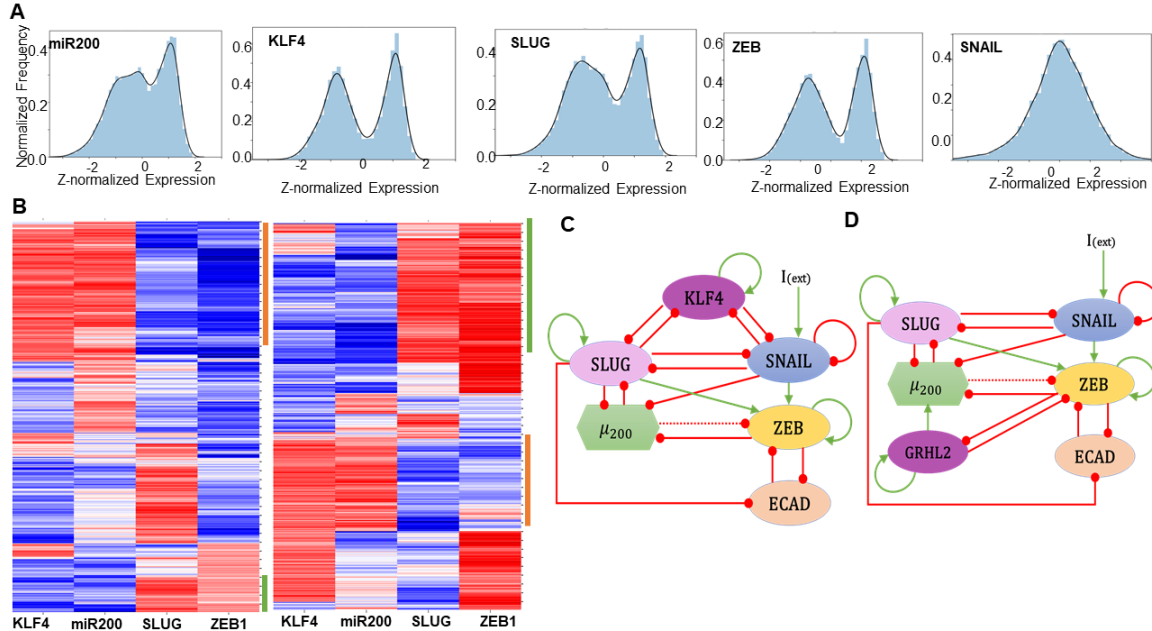 A
miR200
KLF4
SLUG
ZEB
SNAIL
Normalized Frequency
0.4
0.2
0.0
-2 0 2
Z-normalized Expression
0.6
0.4
0.2
0.0
-2 0 2
Z-normalized Expression
0.4
0.2
0.0
-2 0 2
Z-normalized Expression
0.6
0.4
0.2
0.0
-2 0 2
Z-normalized Expression
0.4
0.2
0.0
-2 0 2
Z-normalized Expression
B
KLF4 miR200 SLUG ZEB1
KLF4 miR200 SLUG ZEB1
C
I(ext)
KLF4
SLUG
SNAIL
μ200
ZEB
ECAD
D
I(ext)
SLUG
SNAIL
μ200
ZEB
GRHL2
ECAD